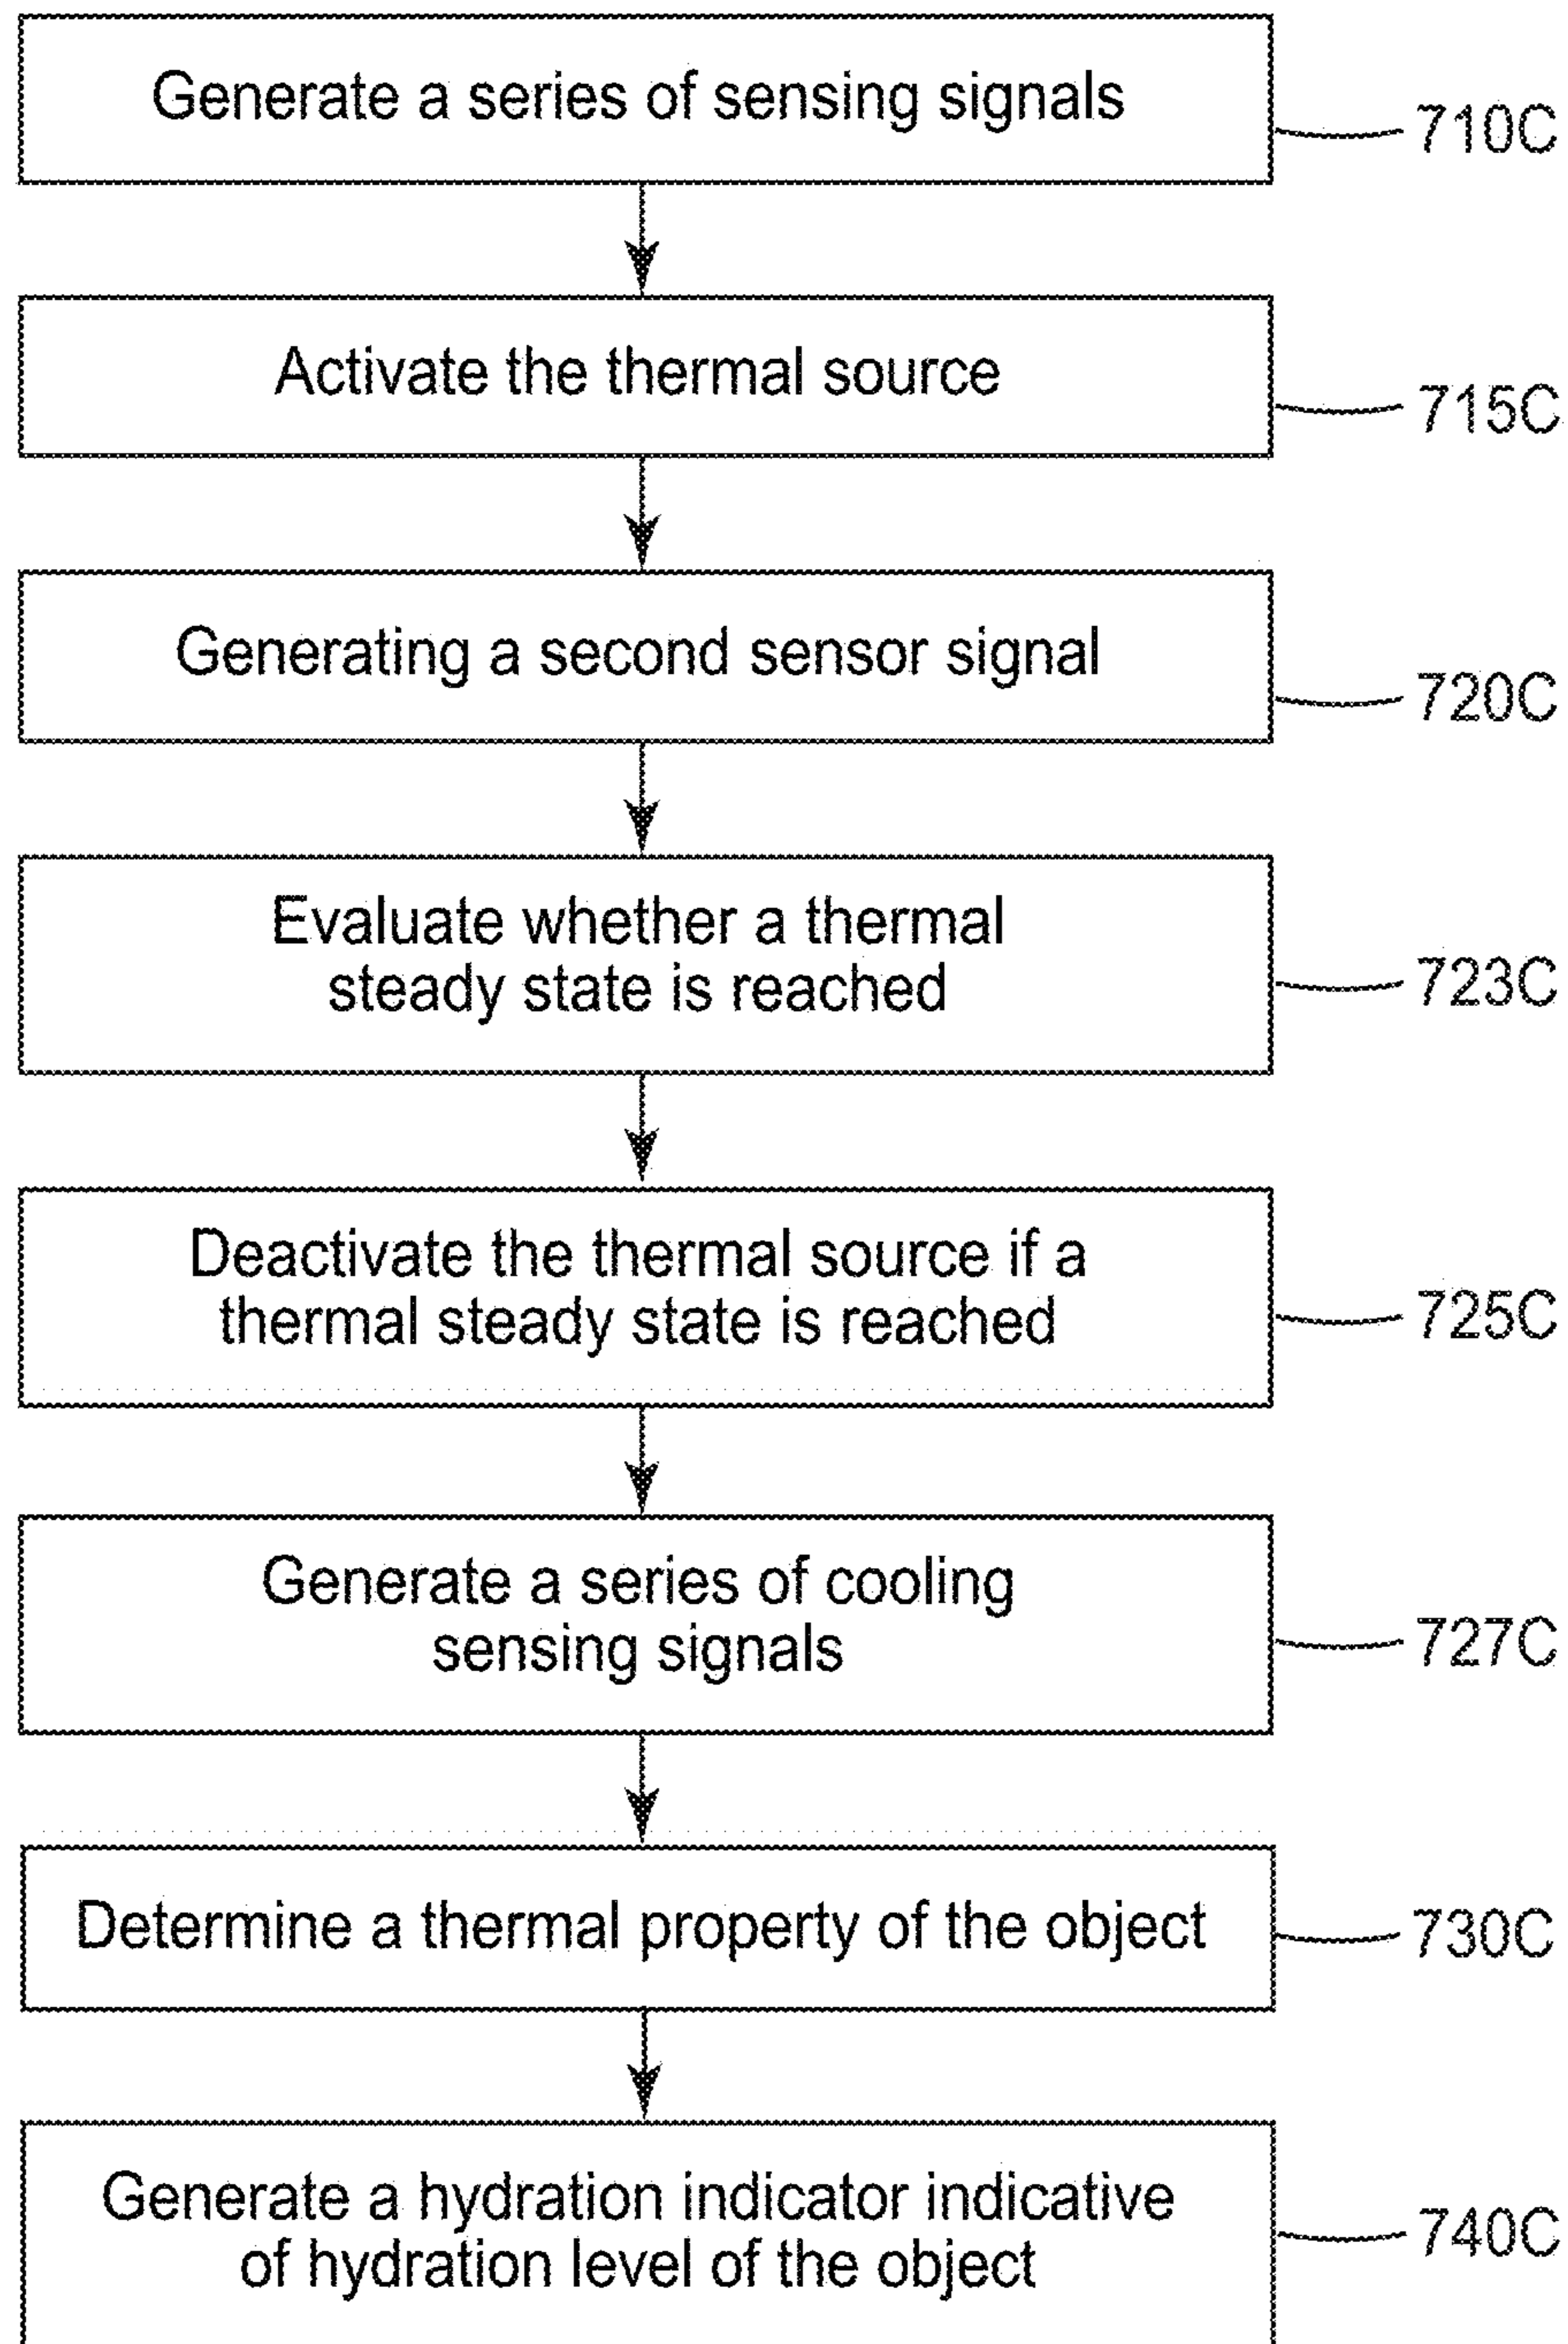 Generate a series of sensing signals
710C
Activate the thermal source
715C
Generating a second sensor signal
720C
Evaluate whether a thermal
steady state is reached
723C
Deactivate the thermal source if a
thermal steady state is reached
725C
Generate a series of cooling
sensing signals
727C
Determine a thermal property of the object
730C
Generate a hydration indicator indicative
of hydration level of the object
740C